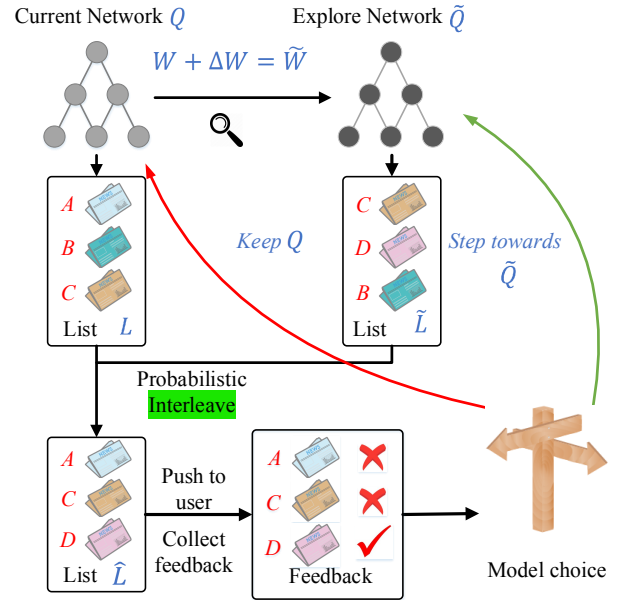 Current Network Q
Explore Network Q̃
W + ΔW = W̃
A
B
C
List L
C
D
B
List L̃
Keep Q
Step towards
Q̃
Probabilistic
Interleave
A
C
D
List L̂
Push to
user
Collect
feedback
A
C
D
Feedback
Model choice